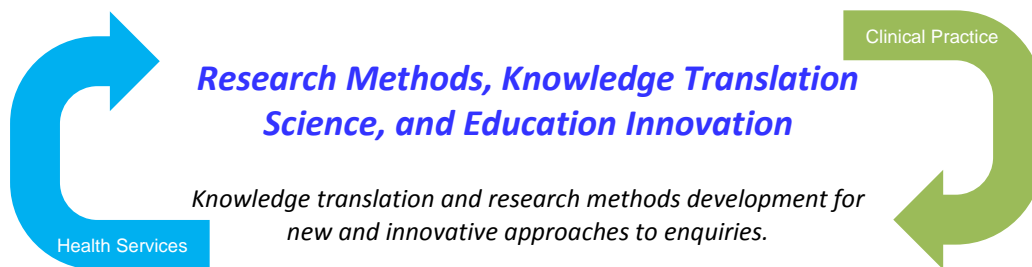 Clinical Practice
Research Methods, Knowledge Translation
Science, and Education Innovation
Knowledge translation and research methods development for
new and innovative approaches to enquiries.
Health Services